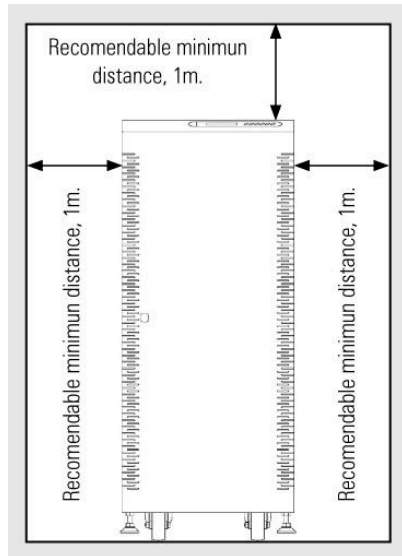 Recomendable minimun
distance, 1m.
Recomendable minimun distance, 1m.
Recomendable minimun distance, 1m.